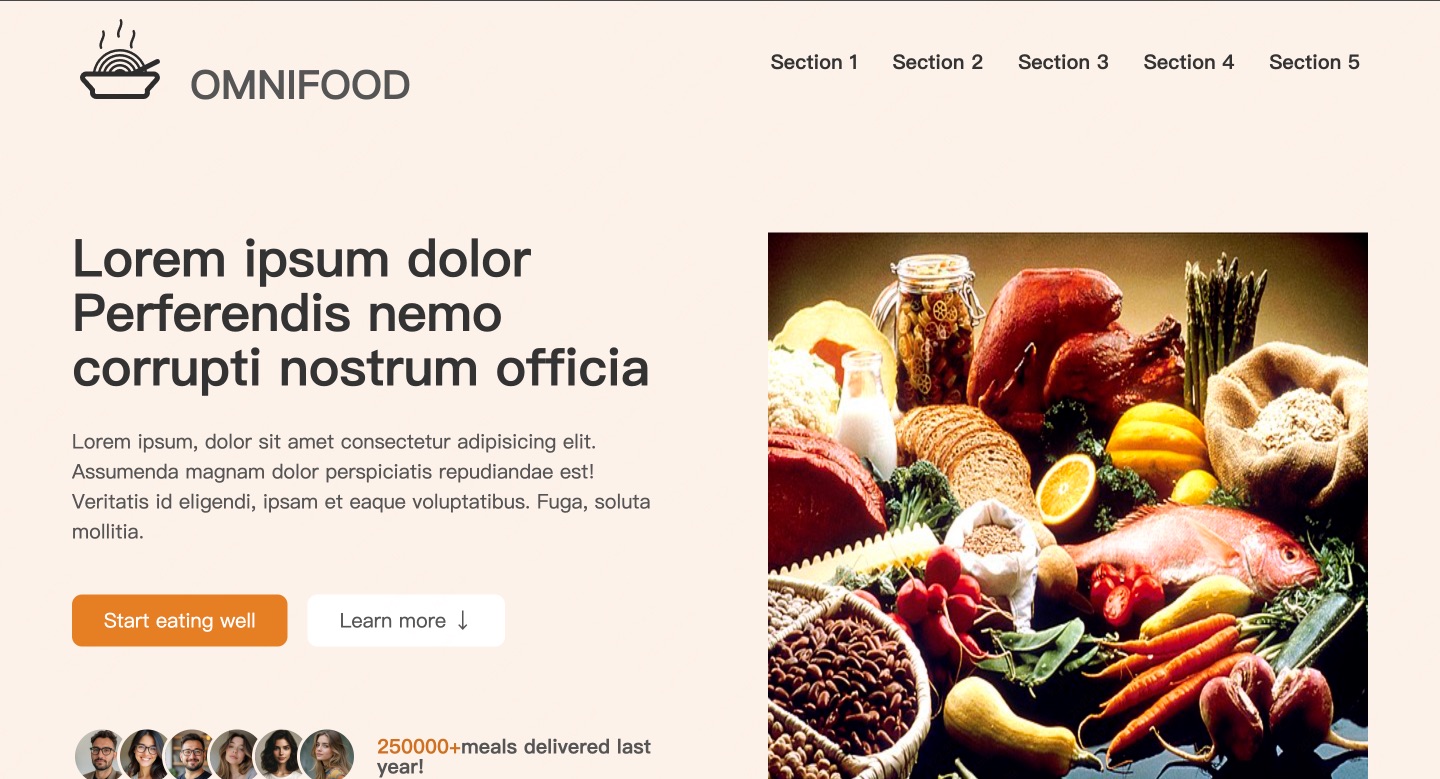 OMNIFOOD
Section 1 Section 2 Section 3 Section 4 Section 5
Lorem ipsum dolor
Perferendis nemo
corrupti nostrum officia
Lorem ipsum, dolor sit amet consectetur adipisicing elit.
Assumenda magnam dolor perspiciatis repudiandae est!
Veritatis id eligendi, ipsam et eaque voluptatibus. Fuga, soluta
mollitia.
Start eating well
Learn more ↓
250000+meals delivered last
year!